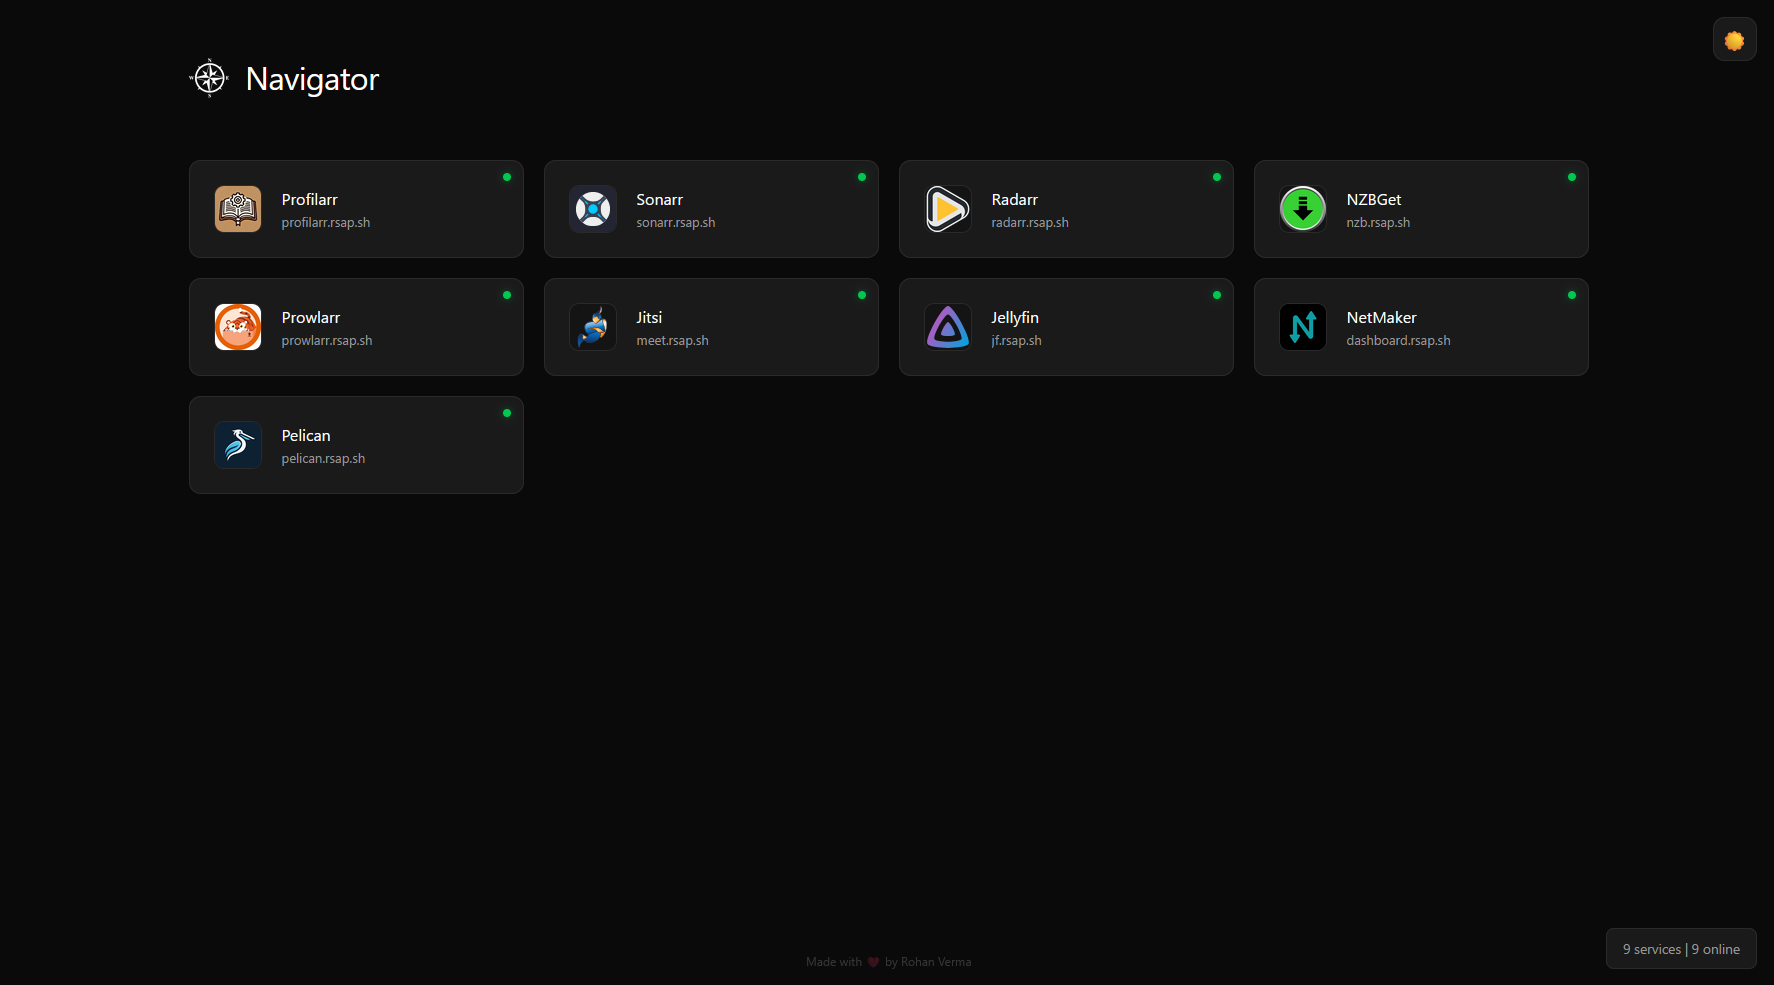 Navigator
Profilarr
profilarr.rsap.sh
Sonarr
sonarr.rsap.sh
Radarr
radarr.rsap.sh
NZBGet
nzb.rsap.sh
Prowlarr
prowlarr.rsap.sh
Jitsi
meet.rsap.sh
Jellyfin
jf.rsap.sh
NetMaker
dashboard.rsap.sh
Pelican
pelican.rsap.sh
9 services | 9 online
Made with ❤️ by Rohan Verma